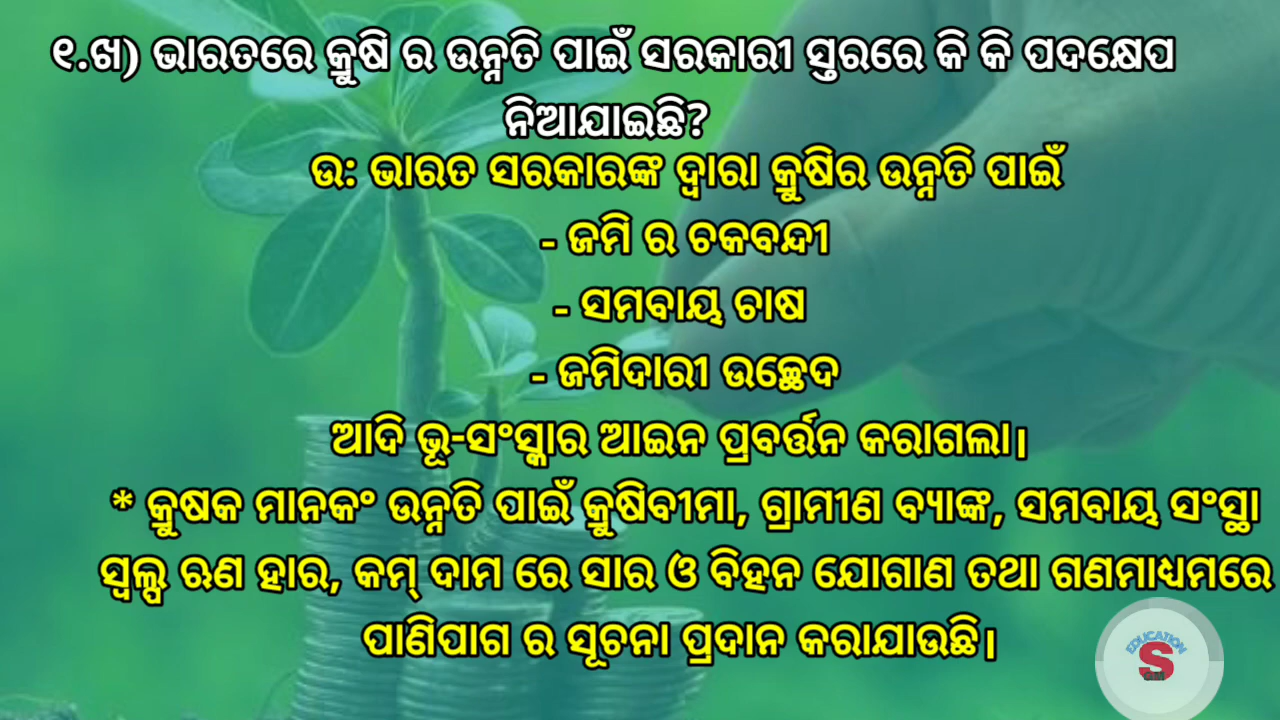 ୧.ଖ) ଭାରତରେ କ୍ରୁଷି ର ଉନ୍ନତି ପାଇଁ ସରକାରୀ ସ୍ତରରେ କି କି ପଦକ୍ଷେପ
ନିଆଯାଇଛି?
ଉ: ଭାରତ ସରକାରଙ୍କ ଦ୍ଵାରା କ୍ରୁଷିର ଉନ୍ନତି ପାଇଁ
- ଜମି ର ଚକବନ୍ଦୀ
- ସମବାୟ ଚାଷ
- ଜମିଦାରୀ ଉଚ୍ଛେଦ
ଆଦି ଭୂ-ସଂସ୍କାର ଆଇନ ପ୍ରବର୍ତ୍ତନ କରାଗଲା।
* କ୍ରୁଷକ ମାନକଂ ଉନ୍ନତି ପାଇଁ କ୍ରୁଷିବୀମା, ଗ୍ରାମୀଣ ବ୍ୟାଙ୍କ, ସମବାୟ ସଂସ୍ଥା
ସ୍ୱଳ୍ପ ଋଣ ହାର, କମ୍ ଦାମ ରେ ସାର ଓ ବିହନ ଯୋଗାଣ ତଥା ଗଣମାଧ୍ୟମରେ
ପାଣିପାଗ ର ସୂଚନା ପ୍ରଦାନ କରାଯାଉଛି।
EDUCATION
S